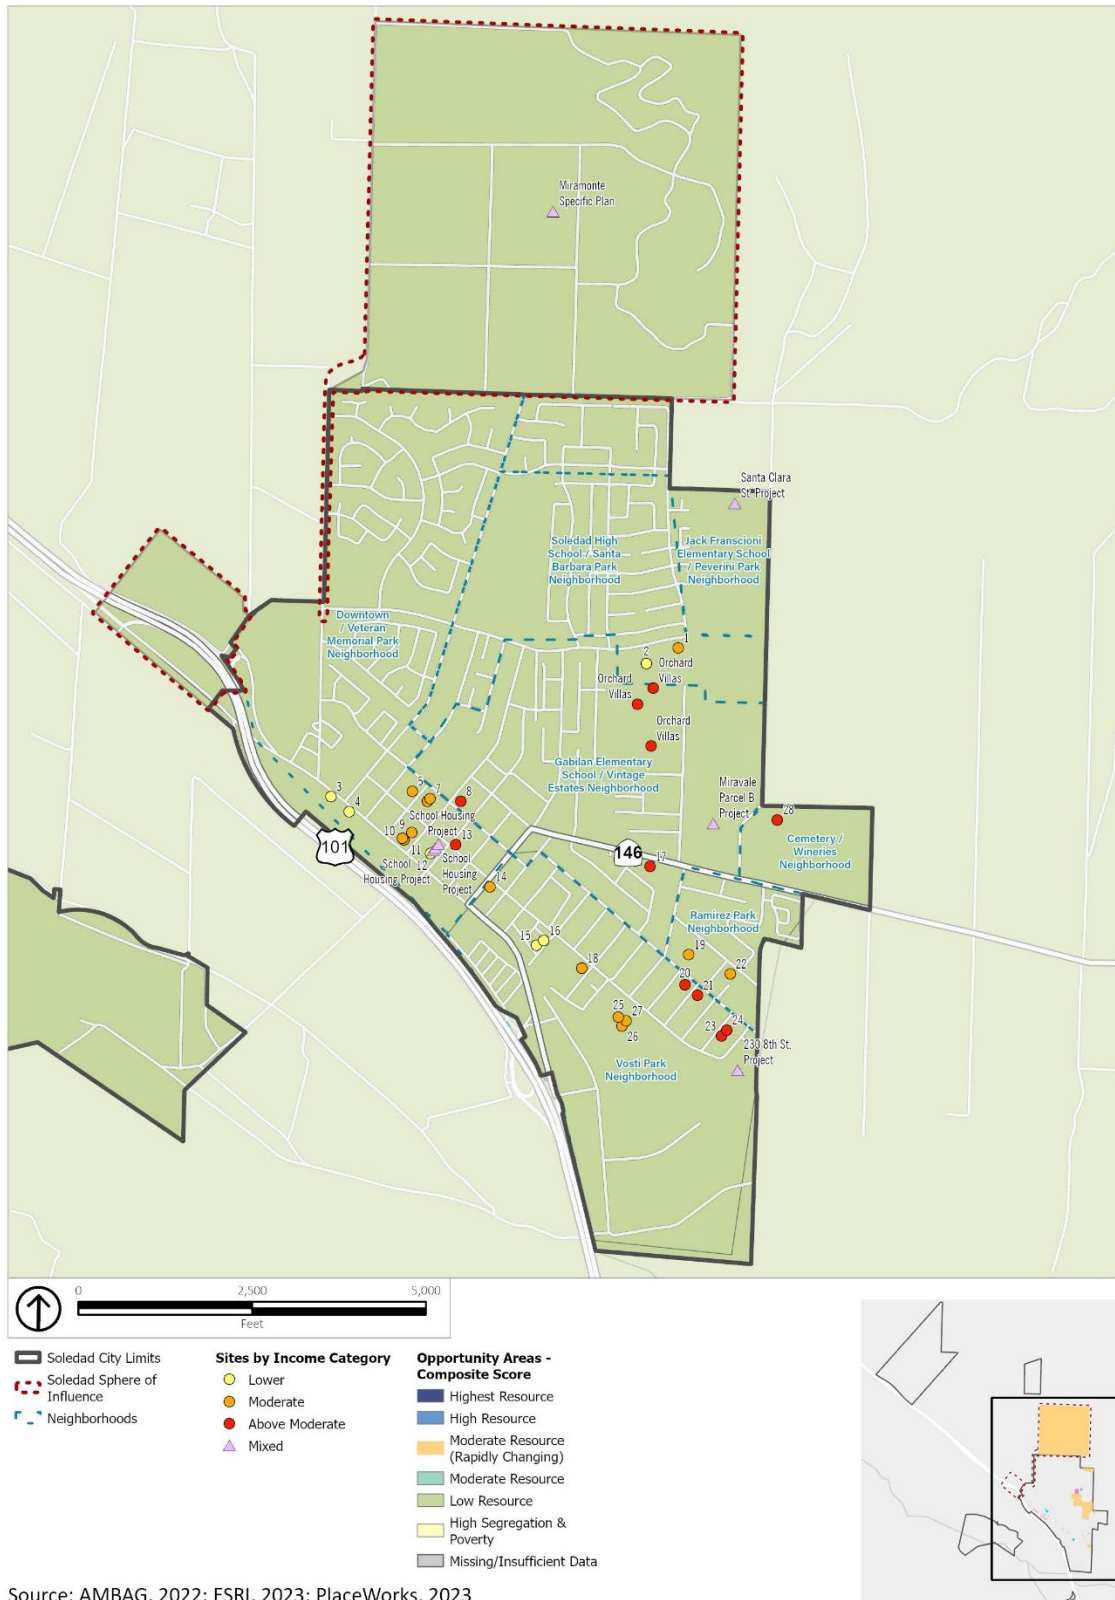 Miramonte
Specific Plan
Santa Clara
St. Project
Soledad High
School / Santa
Barbara Park
Neighborhood
Jack Franscioni
Elementary School
/ Peverini Park
Neighborhood
Downtown
/ Veteran
Memorial Park
Neighborhood
1
2
Orchard
Villas
Orchard
Villas
Orchard
Villas
Gabilan Elementary
School / Vintage
Estates Neighborhood
Miravale
Parcel B
Project
3
4
5
7
8
School Housing
Project
9
10
11
12
13
School
Housing Project
School
Housing
Project
101
146
28
Cemetery /
Wineries
Neighborhood
17
14
Ramirez Park
Neighborhood
15
16
18
19
20
21
22
23
24
25
27
26
230 8th St.
Project
Vosti Park
Neighborhood
0 2,500 5,000
Feet
Soledad City Limits
Soledad Sphere of
Influence
Neighborhoods
Sites by Income Category
Lower
Moderate
Above Moderate
Mixed
Opportunity Areas -
Composite Score
Highest Resource
High Resource
Moderate Resource
(Rapidly Changing)
Moderate Resource
Low Resource
High Segregation &
Poverty
Missing/Insufficient Data
Source: AMBAG, 2022; ESRI, 2023; PlaceWorks, 2023